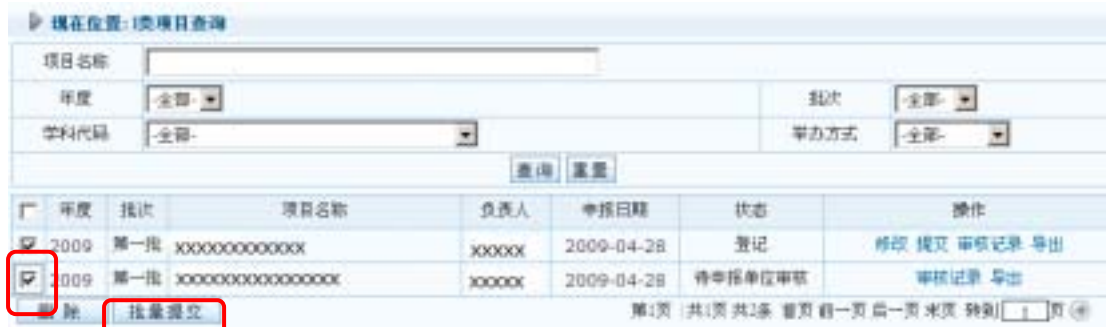 现在位置：I类项目查询
项目名称
年度 -全部- 批次 -全部-
学科代码 -全部- 举办方式 -全部-
查询 重置
年度 批次 项目名称 负责人 申报日期 状态 操作
2009 第一批 xxxxxxxxxxxxx xxxxx 2009-04-28 登记 修改 提交 审核记录 导出
2009 第一批 xxxxxxxxxxxxxxxx xxxxx 2009-04-28 待申报单位审核 审核记录 导出
删 除 批量提交 第1页 共1页 共2条 首页 前一页 后一页 末页 转到 1 页